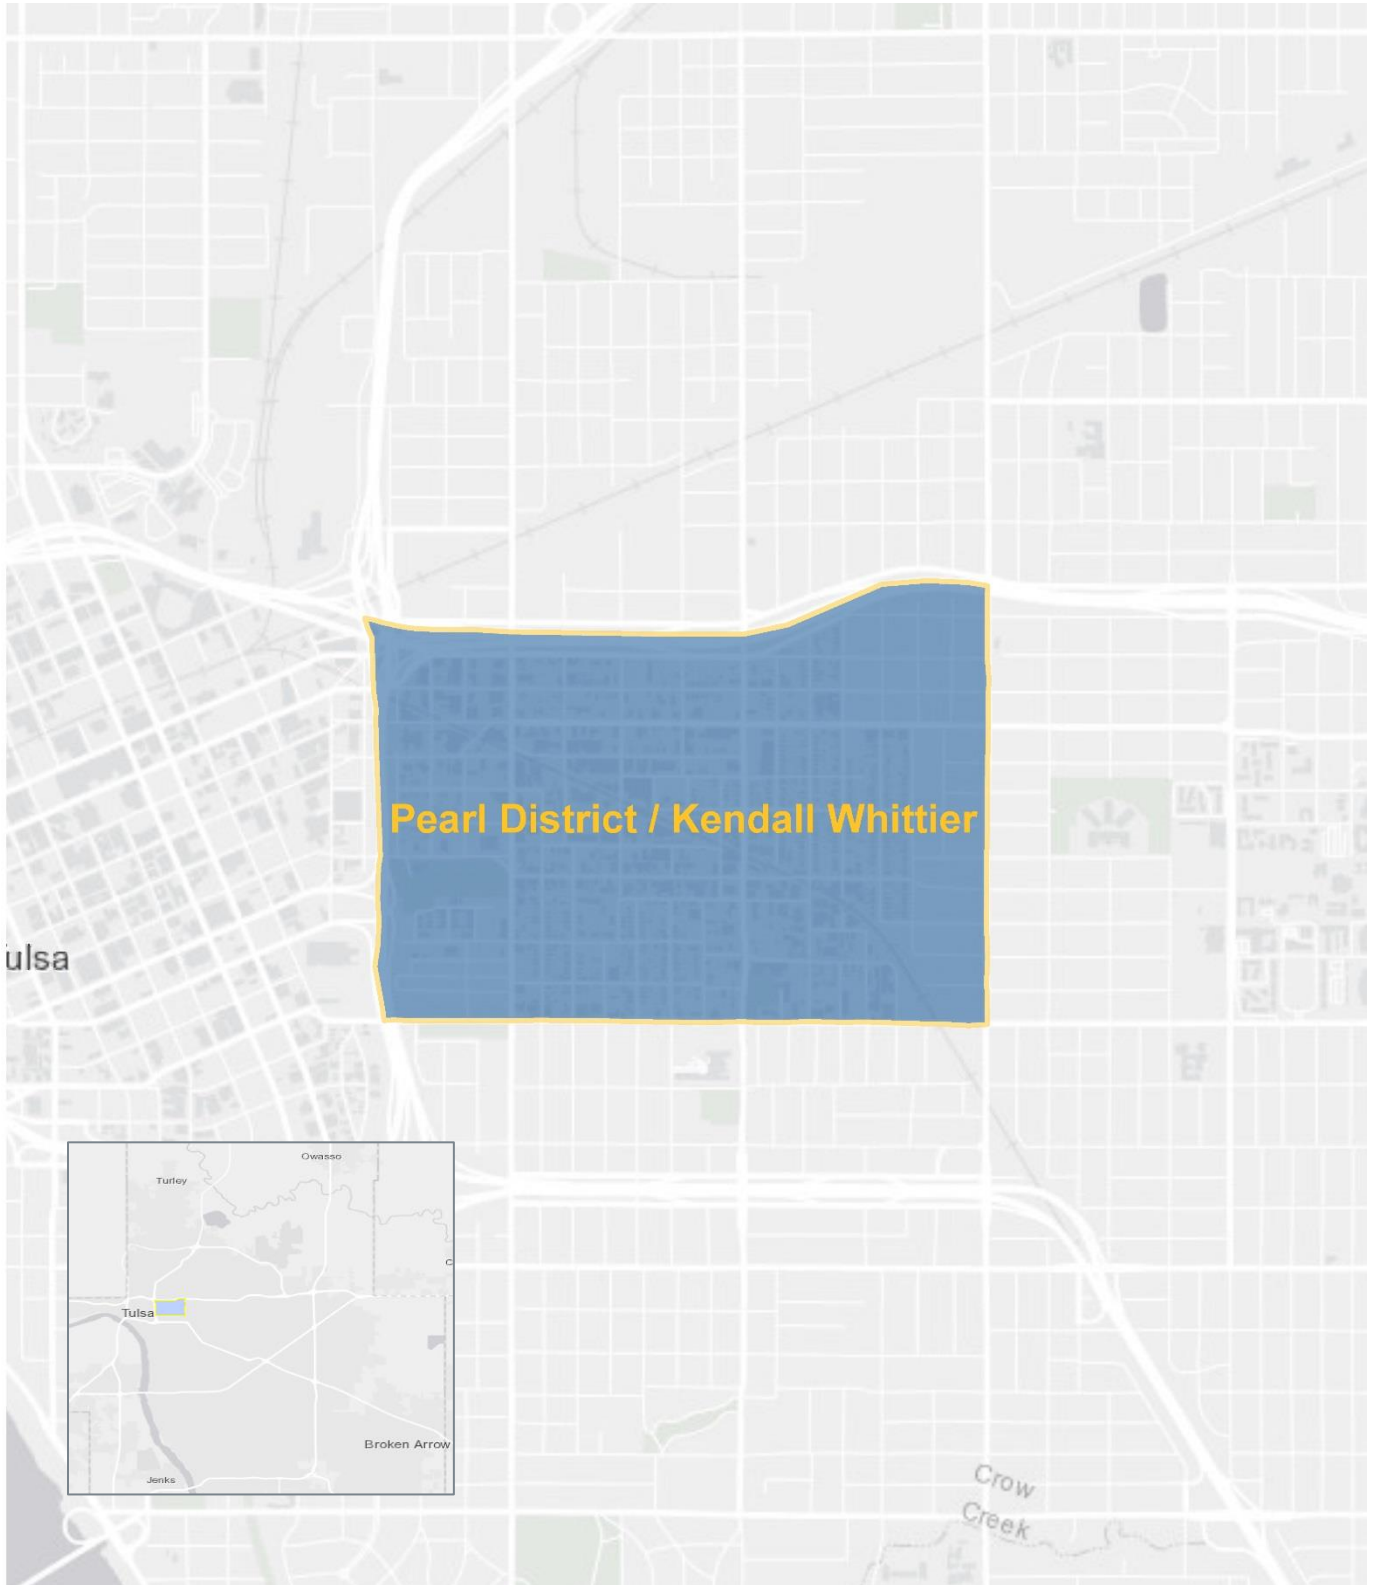 Pearl District / Kendall Whittier
ulsa
Owasso
Turley
C
Tulsa
Broken Arrow
Jenks
Crow
Creek